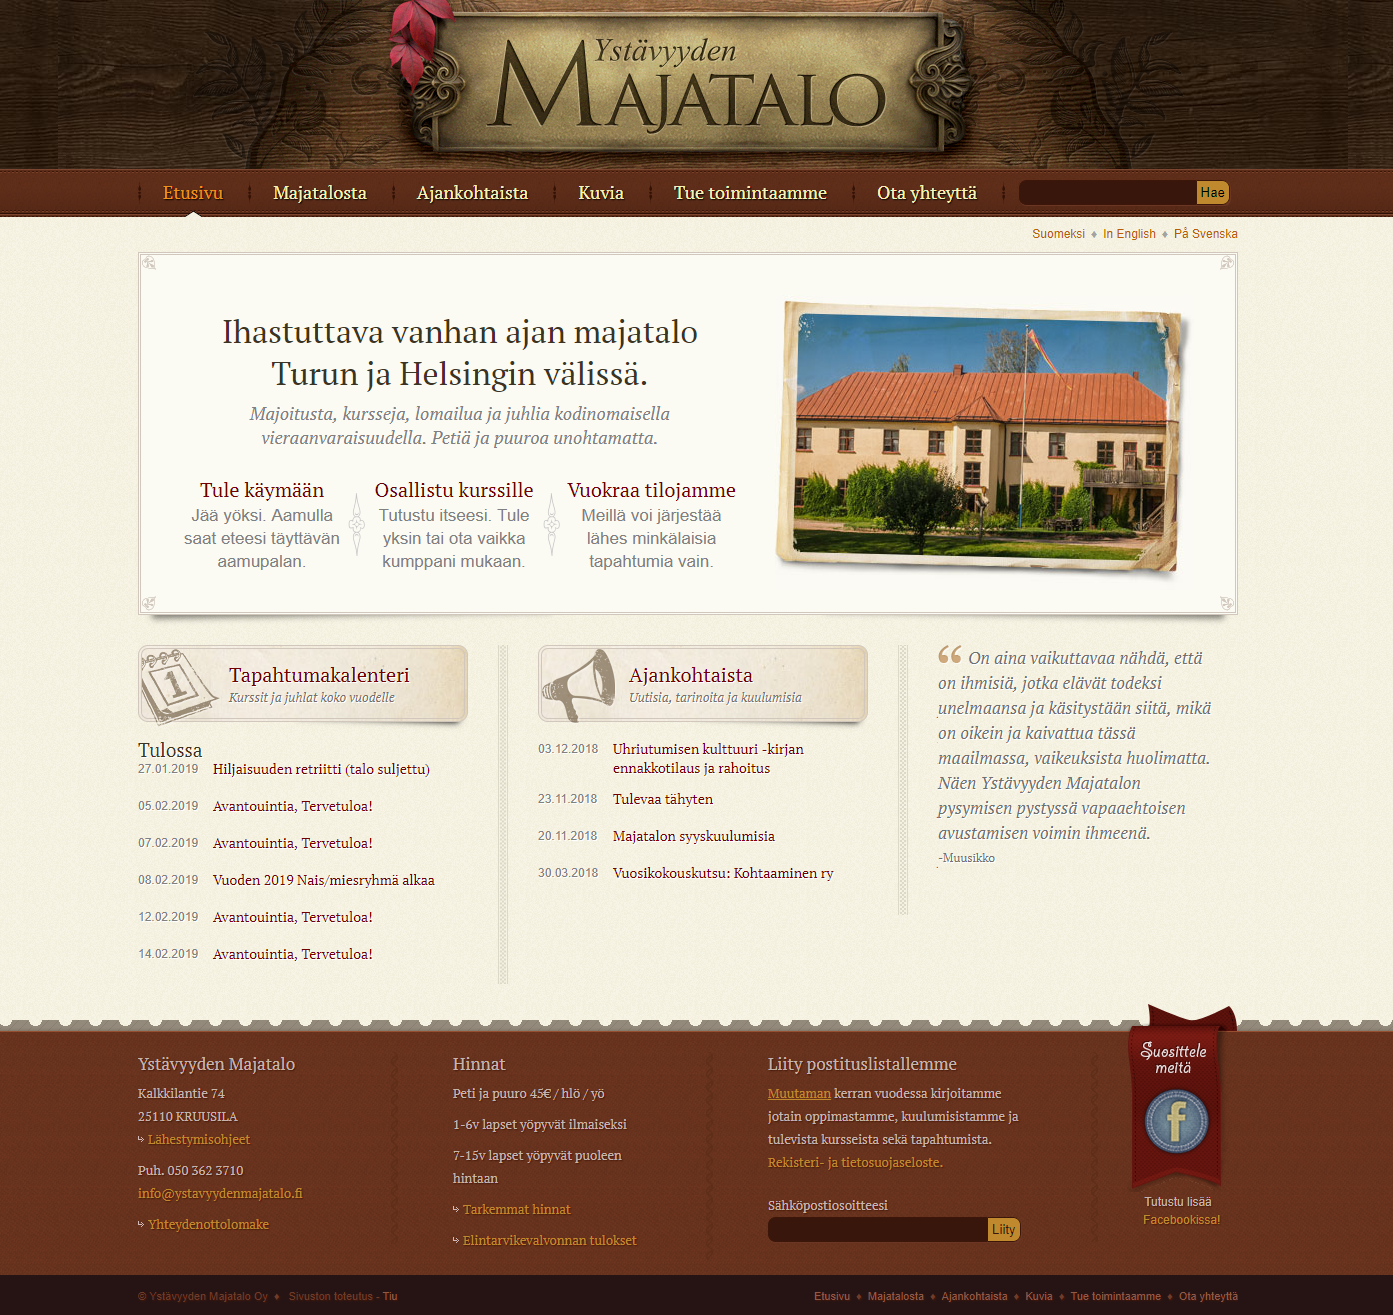 Ystävyyden
MAJATALO
Etusivu
Majatalosta
Ajankohtaista
Kuvia
Tue toimintaamme
Ota yhteyttä
Hae
Suomeksi ♦ In English ♦ På Svenska
Ihastuttava vanhan ajan majatalo
Turun ja Helsingin välissä.
Majoitusta, kursseja, lomailua ja juhlia kodinomaisella
vieraanvaraisuudella. Petiä ja puuroa unohtamatta.
Tule käymään
Jää yöksi. Aamulla
saat eteesi täyttävän
aamupalan.
Osallistu kurssille
Tutustu itseesi. Tule
yksin tai ota vaikka
kumppani mukaan.
Vuokraa tilojamme
Meillä voi järjestää
lähes minkälaisia
tapahtumia vain.
1
Tapahtumakalenteri
Kurssit ja juhlat koko vuodelle
Tulossa
27.01.2019 Hiljaisuuden retriitti (talo suljettu)
05.02.2019 Avantouintia, Tervetuloa!
07.02.2019 Avantouintia, Tervetuloa!
08.02.2019 Vuoden 2019 Nais/miesryhmä alkaa
12.02.2019 Avantouintia, Tervetuloa!
14.02.2019 Avantouintia, Tervetuloa!
Ajankohtaista
Uutisia, tarinoita ja kuulumisia
03.12.2018 Uhriutumisen kulttuuri -kirjan
ennakkotilaus ja rahoitus
23.11.2018 Tulevaa tähyten
20.11.2018 Majatalon syyskuulumisia
30.03.2018 Vuosikokouskutsu: Kohtaaminen ry
“ On aina vaikuttavaa nähdä, että
on ihmisiä, jotka elävät todeksi
unelmaansa ja käsitystään siitä, mikä
on oikein ja kaivattua tässä
maailmassa, vaikeuksista huolimatta.
Näen Ystävyyden Majatalon
pysymisen pystyssä vapaaehtoisen
avustamisen voimin ihmeenä.
-Muusikko
Ystävyyden Majatalo
Kalkkilantie 74
25110 KRUUSILA
Lähestymisohjeet
Puh. 050 362 3710
info@ystavyydenmajatalo.fi
Yhteydenottolomake
Hinnat
Peti ja puuro 45€ / hlö / yö
1-6v lapset yöpyvät ilmaiseksi
7-15v lapset yöpyvät puoleen
hintaan
Tarkemmat hinnat
Elintarvikevalvonnan tulokset
Liity postituslistallemme
Muutaman kerran vuodessa kirjoitamme
jotain oppimastamme, kuulumisistamme ja
tulevista kursseista sekä tapahtumista.
Rekisteri- ja tietosuojaseloste.
Sähköpostiosoitteesi
Liity
Suosittele
meitä
f
Tutustu lisää
Facebookissa!
© Ystävyyden Majatalo Oy ♦ Sivuston toteutus - Tiu
Etusivu ♦ Majatalosta ♦ Ajankohtaista ♦ Kuvia ♦ Tue toimintaamme ♦ Ota yhteyttä